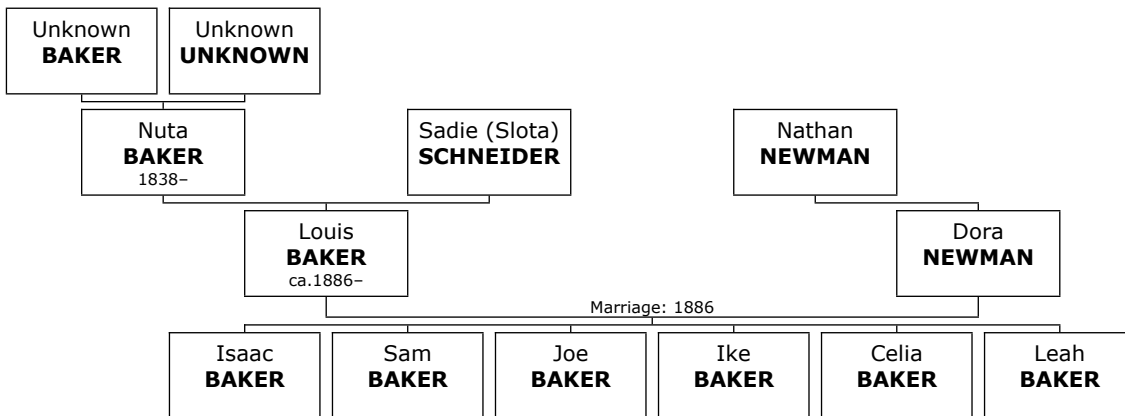 Unknown
BAKER
Unknown
UNKNOWN
Nuta
BAKER
1838–
Sadie (Slota)
SCHNEIDER
Nathan
NEWMAN
Louis
BAKER
ca.1886–
Dora
NEWMAN
Marriage: 1886
Isaac
BAKER
Sam
BAKER
Joe
BAKER
Ike
BAKER
Celia
BAKER
Leah
BAKER